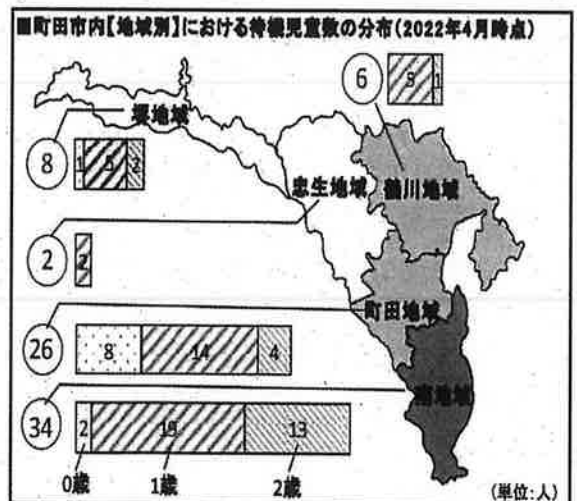 ■町田市内【地域別】における待機児童数の分布(2022年4月時点)
6
5 1
堺地域
8
1 5 2
忠生地域
鶴川地域
2
2
町田地域
26
8 14 4
南地域
34
2 19 13
0歳 1歳 2歳
(単位:人)